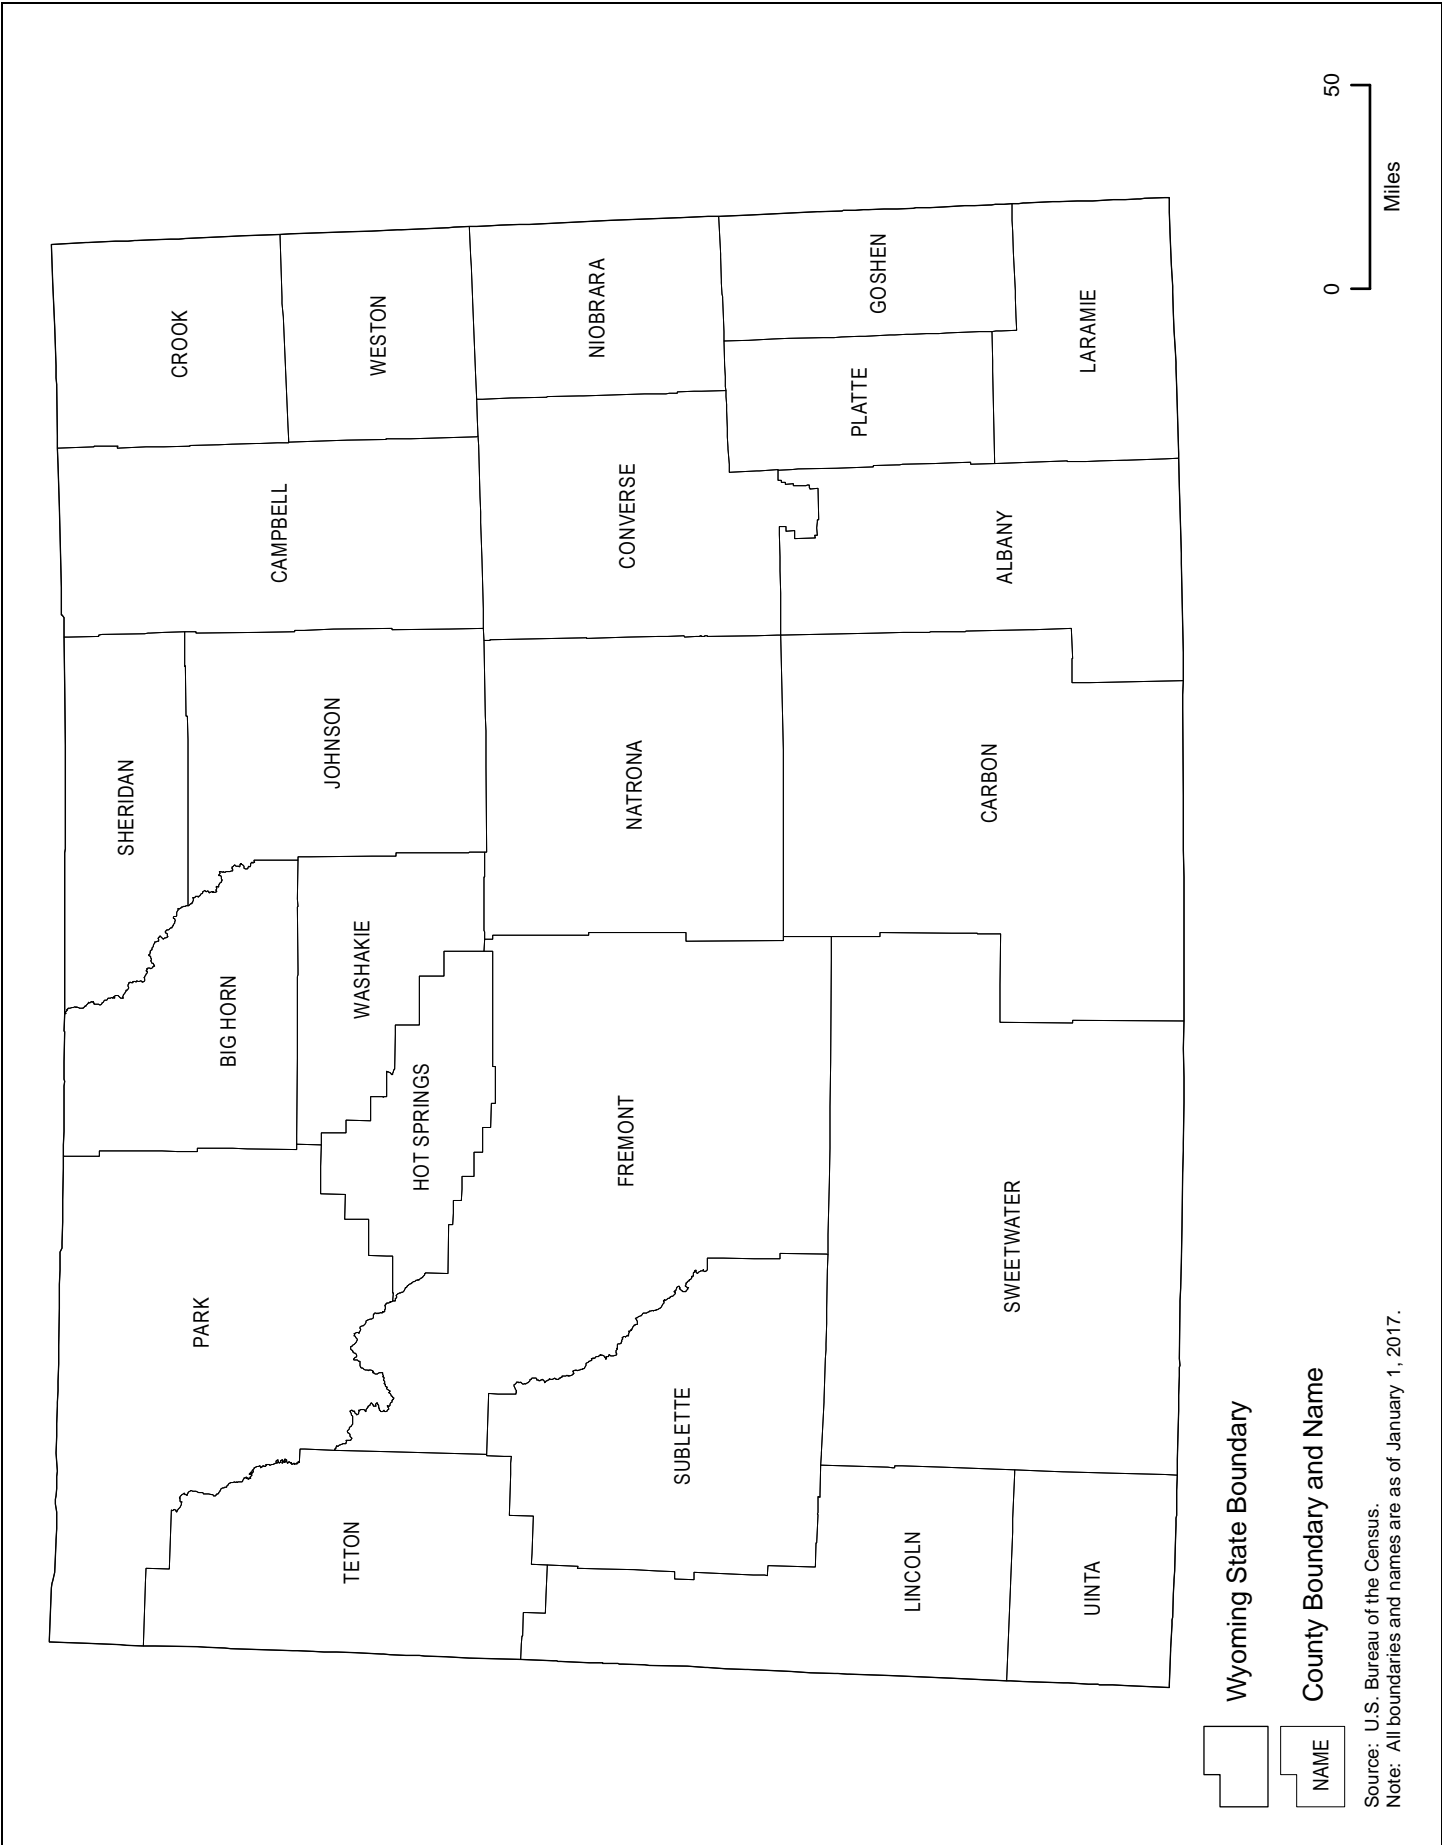 PARK
BIG HORN
SHERIDAN
CAMPBELL
CROOK
TETON
WASHAKIE
JOHNSON
WESTON
HOT SPRINGS
SUBLETTE
FREMONT
NATRONA
CONVERSE
NIOBRARA
LINCOLN
SWEETWATER
CARBON
ALBANY
PLATTE
GOSHEN
UINTA
LARAMIE
Wyoming State Boundary
NAME
County Boundary and Name
0
50
Miles
Source: U.S. Bureau of the Census.
Note: All boundaries and names are as of January 1, 2017.